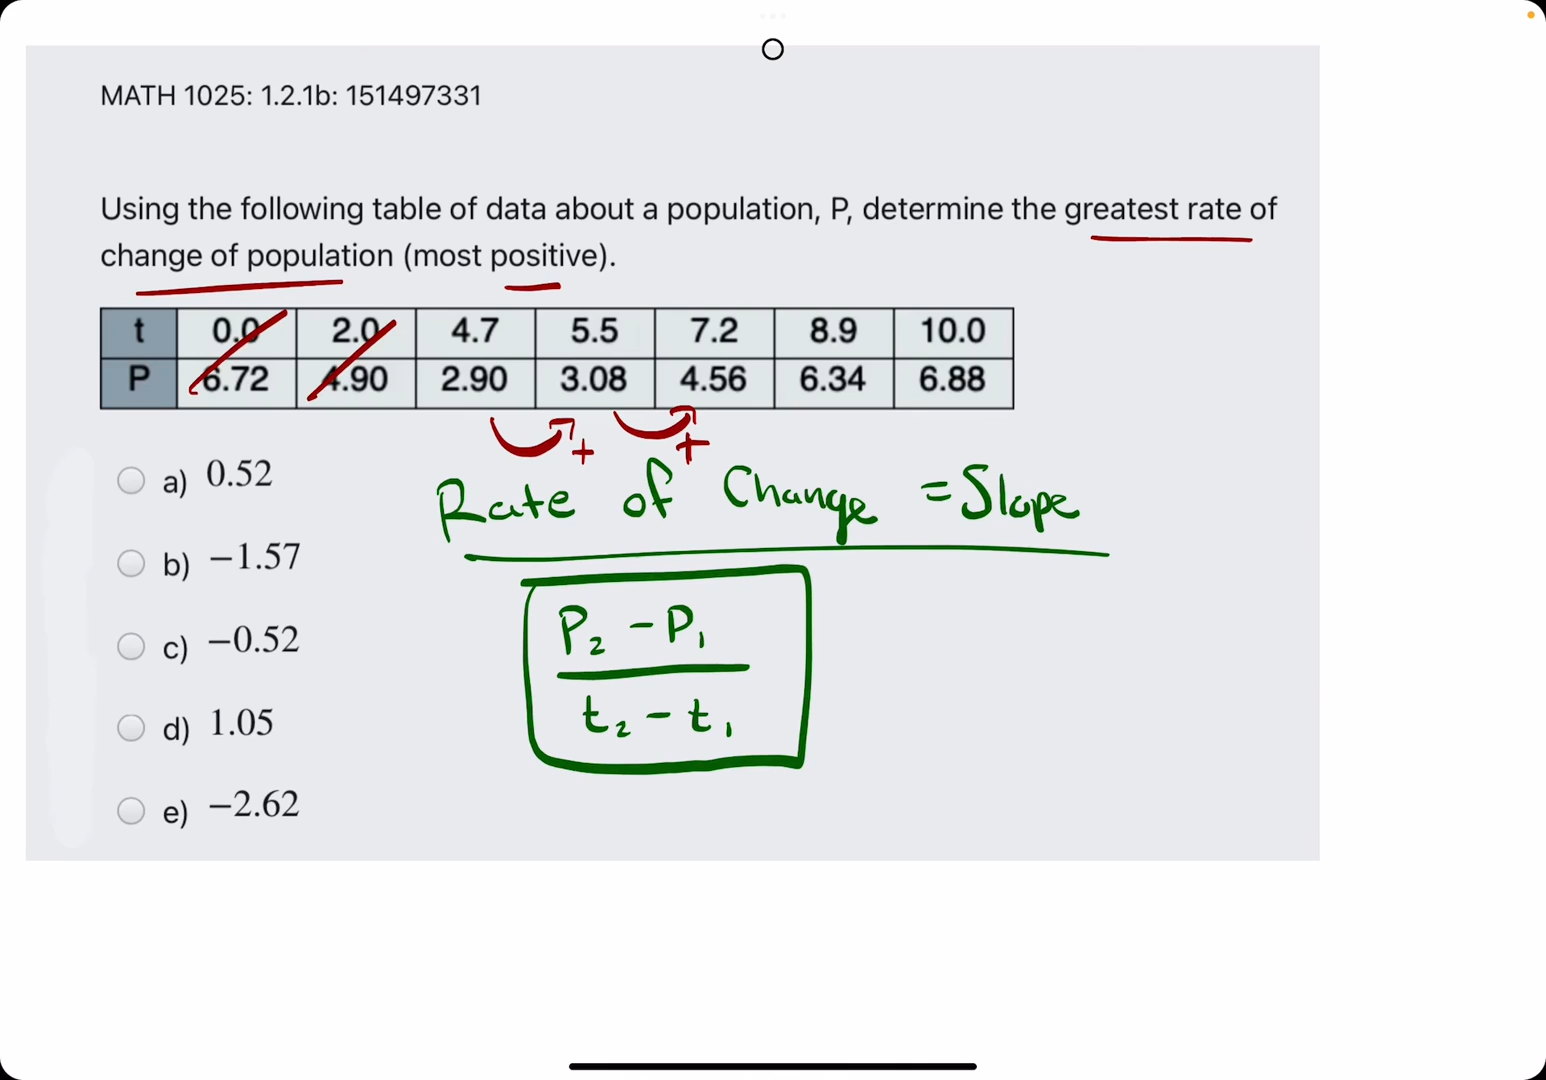 MATH 1025: 1.2.1b: 151497331
Using the following table of data about a population, P, determine the greatest rate of
change of population (most positive).
t 0.0 2.0 4.7 5.5 7.2 8.9 10.0
P 6.72 4.90 2.90 3.08 4.56 6.34 6.88
+ +
a) 0.52
Rate of Change = Slope
b) −1.57
P₂ − P₁
c) −0.52
t₂ − t₁
d) 1.05
e) −2.62